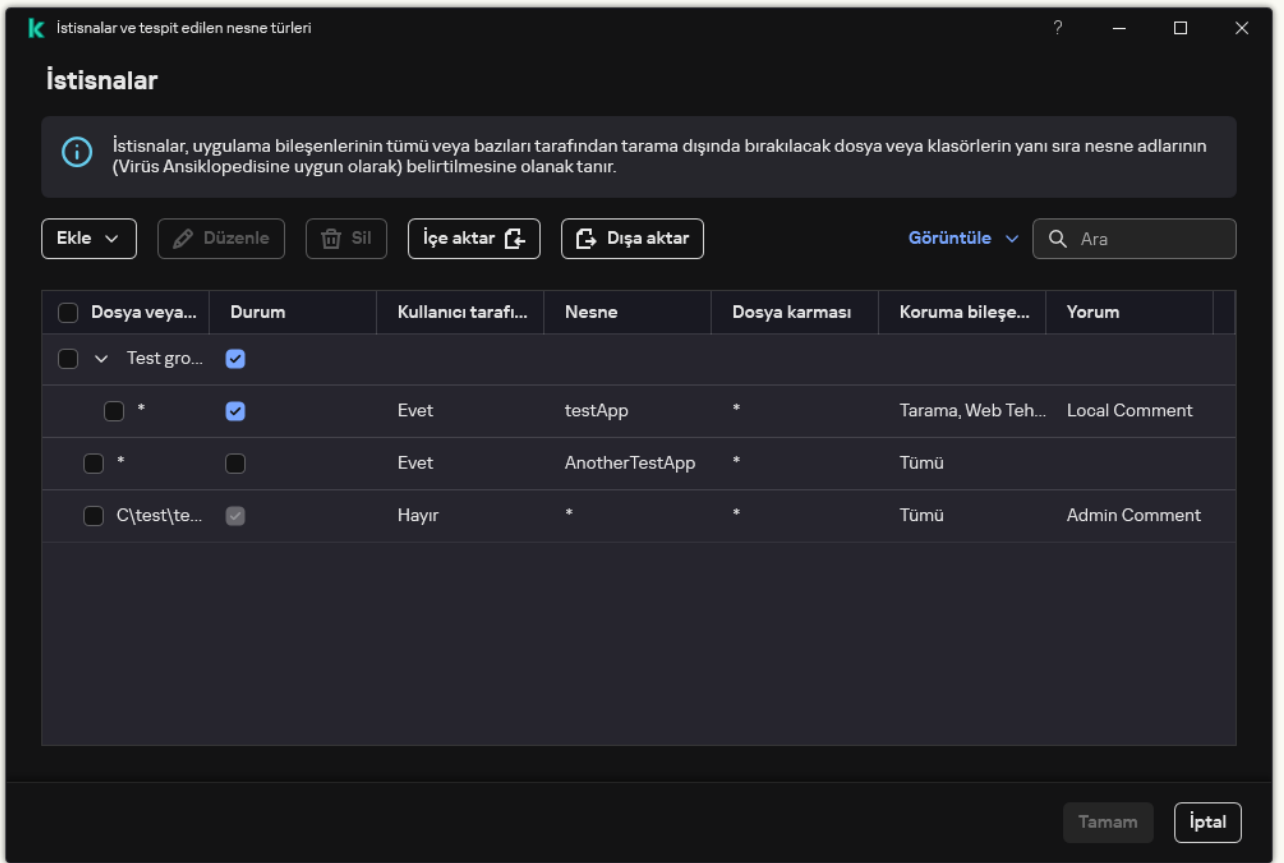 İstisnalar ve tespit edilen nesne türleri
?
İstisnalar
İstisnalar, uygulama bileşenlerinin tümü veya bazıları tarafından tarama dışında bırakılacak dosya veya klasörlerin yanı sıra nesne adlarının
(Virüs Ansiklopedisine uygun olarak) belirtilmesine olanak tanır.
Ekle Düzenle Sil İçe aktar Dışa aktar Görüntüle Ara
Dosya veya... Durum Kullanıcı tarafı... Nesne Dosya karması Koruma bileşe... Yorum
Test gro...
* Evet testApp * Tarama, Web Teh... Local Comment
* Evet AnotherTestApp * Tümü
C\test\te... Hayır * * Tümü Admin Comment
Tamam İptal